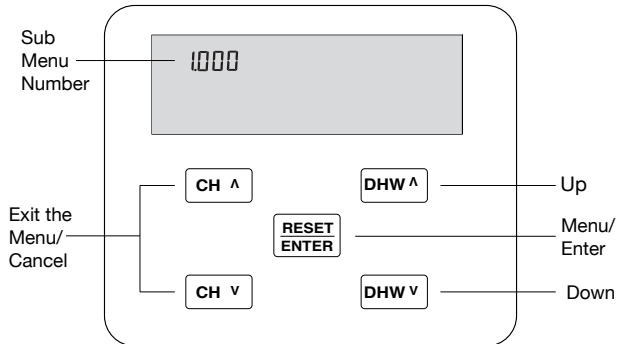 Sub
Menu
Number
1.000
CH ∧
DHW ∧
Up
Exit the
Menu/
Cancel
RESET
ENTER
Menu/
Enter
CH ∨
DHW ∨
Down